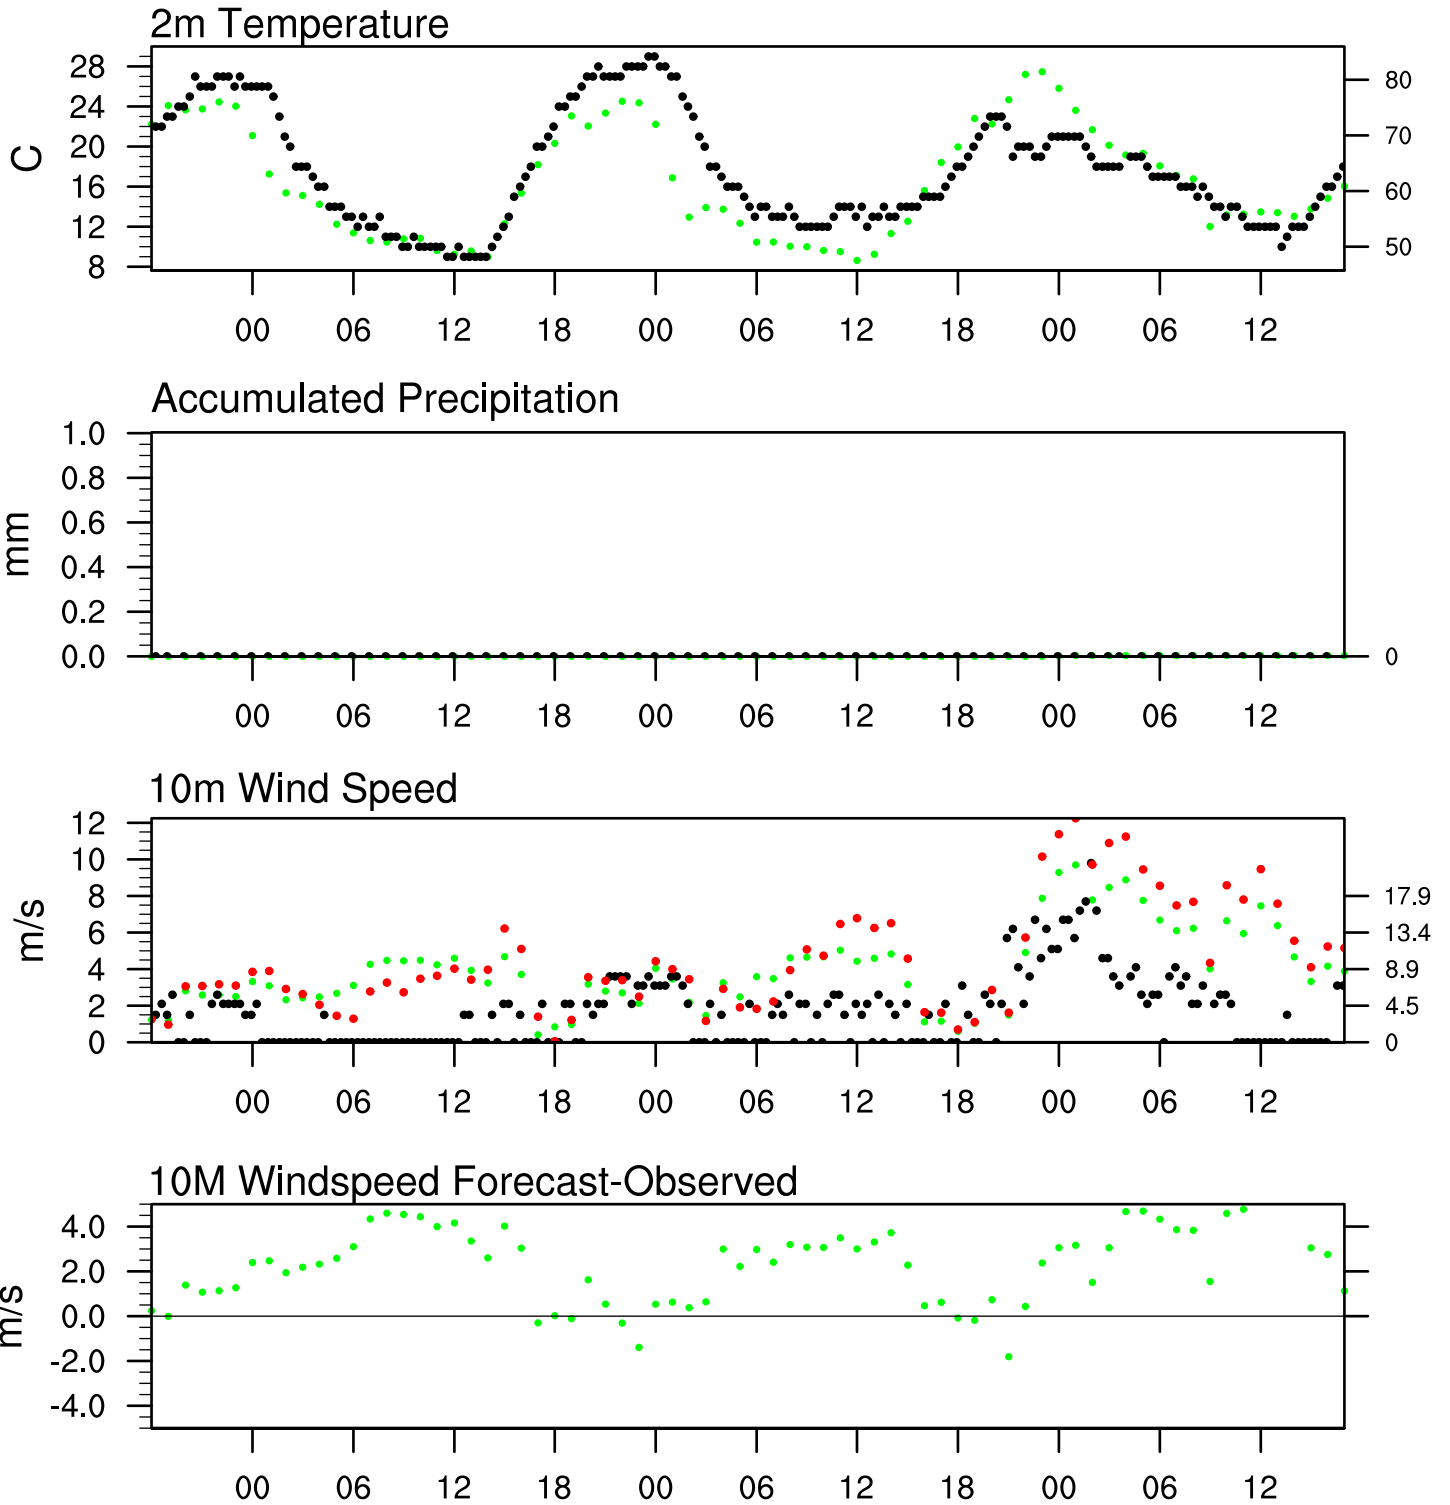 2m Temperature
28
24
20
16
12
8
C
80
70
60
50
00 06 12 18 00 06 12 18 00 06 12
Accumulated Precipitation
1.0
0.8
0.6
0.4
0.2
0.0
mm
0
00 06 12 18 00 06 12 18 00 06 12
10m Wind Speed
12
10
8
6
4
2
0
m/s
17.9
13.4
8.9
4.5
0
00 06 12 18 00 06 12 18 00 06 12
10M Windspeed Forecast-Observed
4.0
2.0
0.0
-2.0
-4.0
m/s
00 06 12 18 00 06 12 18 00 06 12